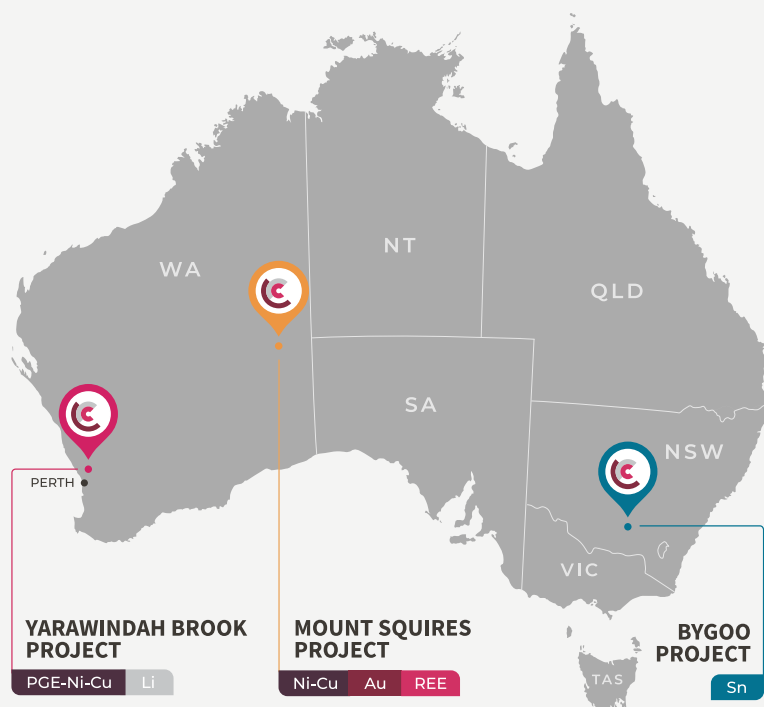 NT
WA
QLD
SA
NSW
PERTH
VIC
YARAWINDAH BROOK
PROJECT
PGE-Ni-Cu Li
MOUNT SQUIRES
PROJECT
Ni-Cu Au REE
BYGOO
PROJECT
Sn
TAS